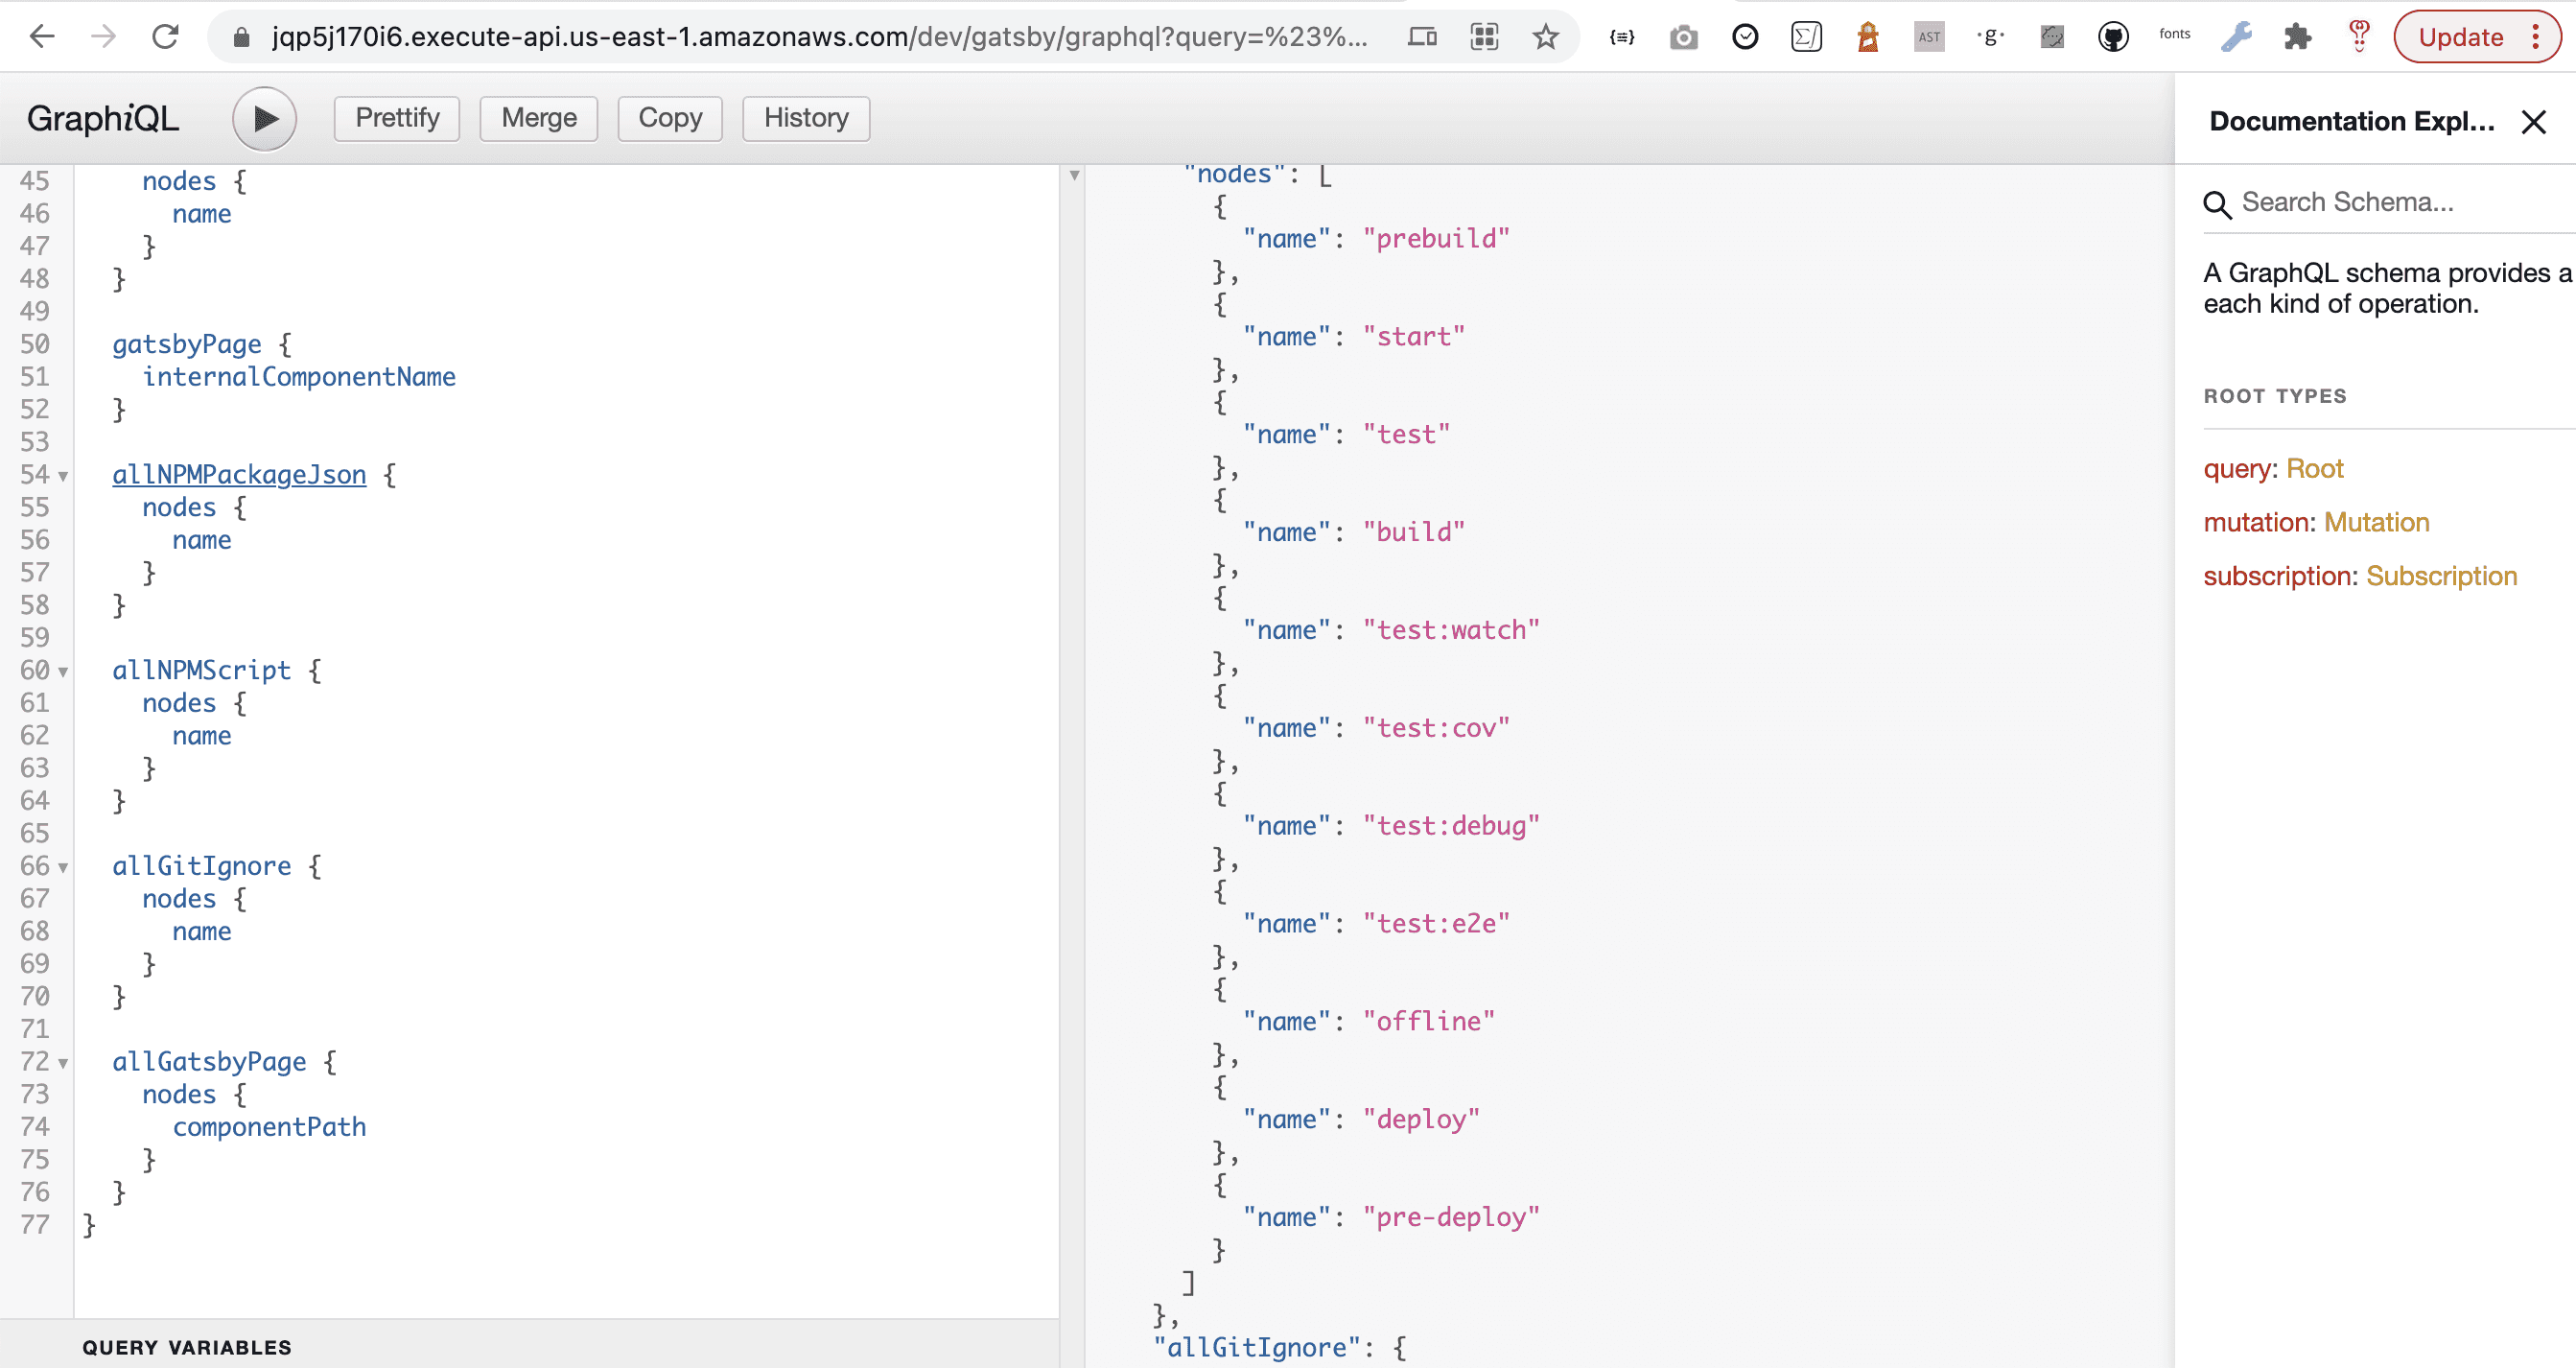 jqp5j170i6.execute-api.us-east-1.amazonaws.com/dev/gatsby/graphql?query=%23%...
AST
·g·
fonts
Update
GraphiQL
Prettify
Merge
Copy
History
45 nodes {
46 name
47 }
48 }
49
50 gatsbyPage {
51 internalComponentName
52 }
53
54 allNPMPackageJson {
55 nodes {
56 name
57 }
58 }
59
60 allNPMScript {
61 nodes {
62 name
63 }
64 }
65
66 allGitIgnore {
67 nodes {
68 name
69 }
70 }
71
72 allGatsbyPage {
73 nodes {
74 componentPath
75 }
76 }
77 }
QUERY VARIABLES
"nodes": [
{
"name": "prebuild"
},
{
"name": "start"
},
{
"name": "test"
},
{
"name": "build"
},
{
"name": "test:watch"
},
{
"name": "test:cov"
},
{
"name": "test:debug"
},
{
"name": "test:e2e"
},
{
"name": "offline"
},
{
"name": "deploy"
},
{
"name": "pre-deploy"
}
]
},
"allGitIgnore": {
Documentation Expl...
Search Schema...
A GraphQL schema provides a
each kind of operation.
ROOT TYPES
query: Root
mutation: Mutation
subscription: Subscription